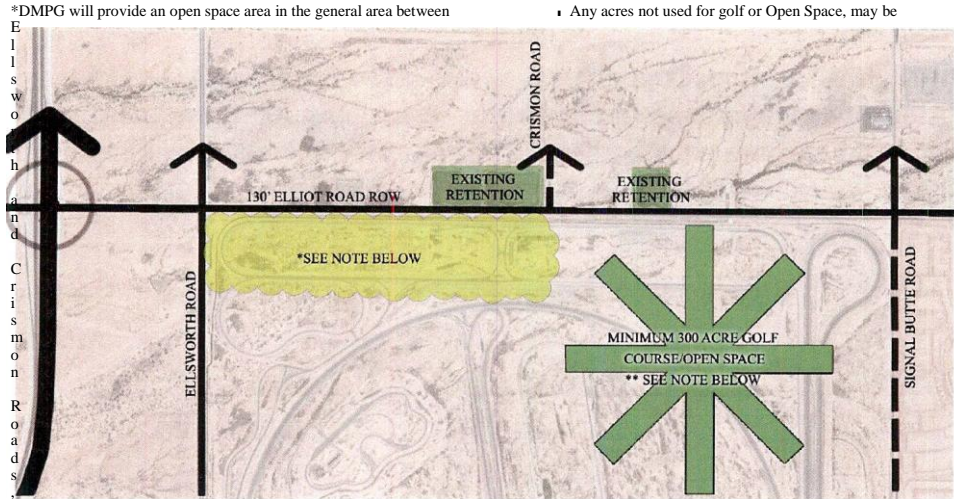 *DMPG will provide an open space area in the general area between
Any acres not used for golf or Open Space, may be
Ellsworth and Crismon Roads,
CRISMON ROAD
EXISTING
RETENTION
EXISTING
RETENTION
130' ELLIOT ROAD ROW
*SEE NOTE BELOW
ELLSWORTH ROAD
MINIMUM 300 ACRE GOLF
COURSE/OPEN SPACE
** SEE NOTE BELOW
SIGNAL BUTTE ROAD